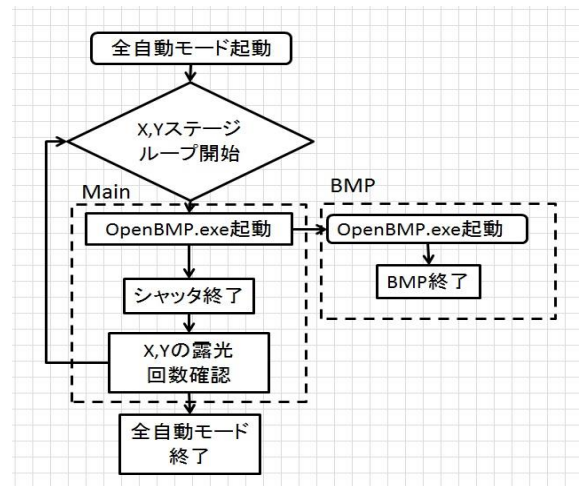 全自動モード起動
X,Yステージ
ループ開始
Main
BMP
OpenBMP.exe起動
OpenBMP.exe起動
シャッタ終了
BMP終了
X,Yの露光
回数確認
全自動モード
終了